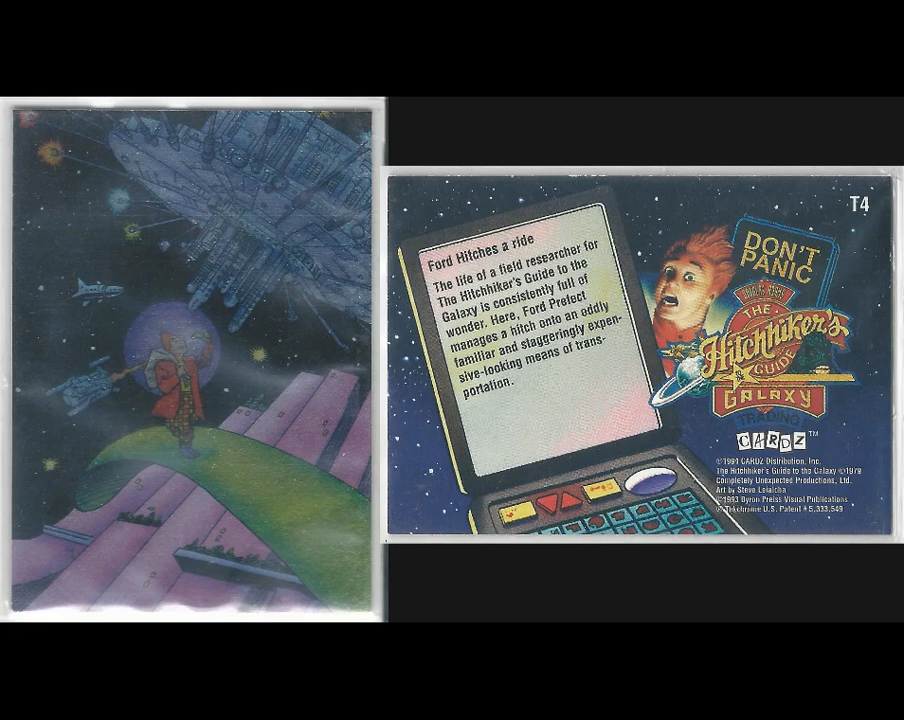 T4
Ford Hitches a ride
The life of a field researcher for
The Hitchhiker's Guide to the
Galaxy is consistently full of
wonder. Here, Ford Prefect
manages a hitch onto an oddly
familiar and staggeringly expen-
sive-looking means of trans-
portation.
DON'T
PANIC
THE
Hitchhiker's
GUIDE
GALAXY
TRADING
CARDZ™
©1994 CARDZ Distribution, Inc.
The Hitchhiker's Guide to the Galaxy ©1979
Completely Unexpected Productions, Ltd.
Art by Steve
©1993 Byron Preiss Visual Publications
Tekchrome U.S. Patent # 5,333,549